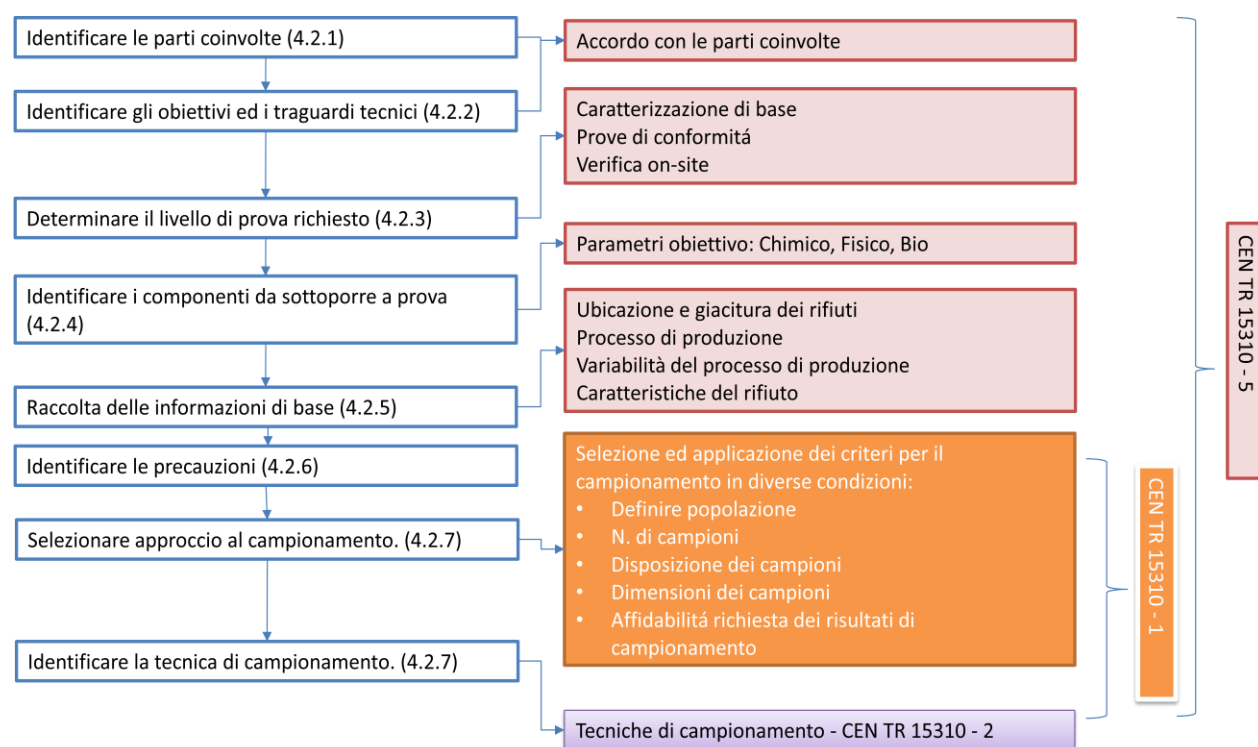 Identificare le parti coinvolte (4.2.1)
Accordo con le parti coinvolte
Identificare gli obiettivi ed i traguardi tecnici (4.2.2)
Caratterizzazione di base
Prove di conformitá
Verifica on-site
Determinare il livello di prova richiesto (4.2.3)
Parametri obiettivo: Chimico, Fisico, Bio
Identificare i componenti da sottoporre a prova
(4.2.4)
Ubicazione e giacitura dei rifiuti
Processo di produzione
Variabilità del processo di produzione
Caratteristiche del rifiuto
Raccolta delle informazioni di base (4.2.5)
Identificare le precauzioni (4.2.6)
Selezionare approccio al campionamento. (4.2.7)
Selezione ed applicazione dei criteri per il
campionamento in diverse condizioni:
• Definire popolazione
• N. di campioni
• Disposizione dei campioni
• Dimensioni dei campioni
• Affidabilitá richiesta dei risultati di
campionamento
Identificare la tecnica di campionamento. (4.2.7)
Tecniche di campionamento - CEN TR 15310 - 2
CEN TR 15310 - 1
CEN TR 15310 - 5